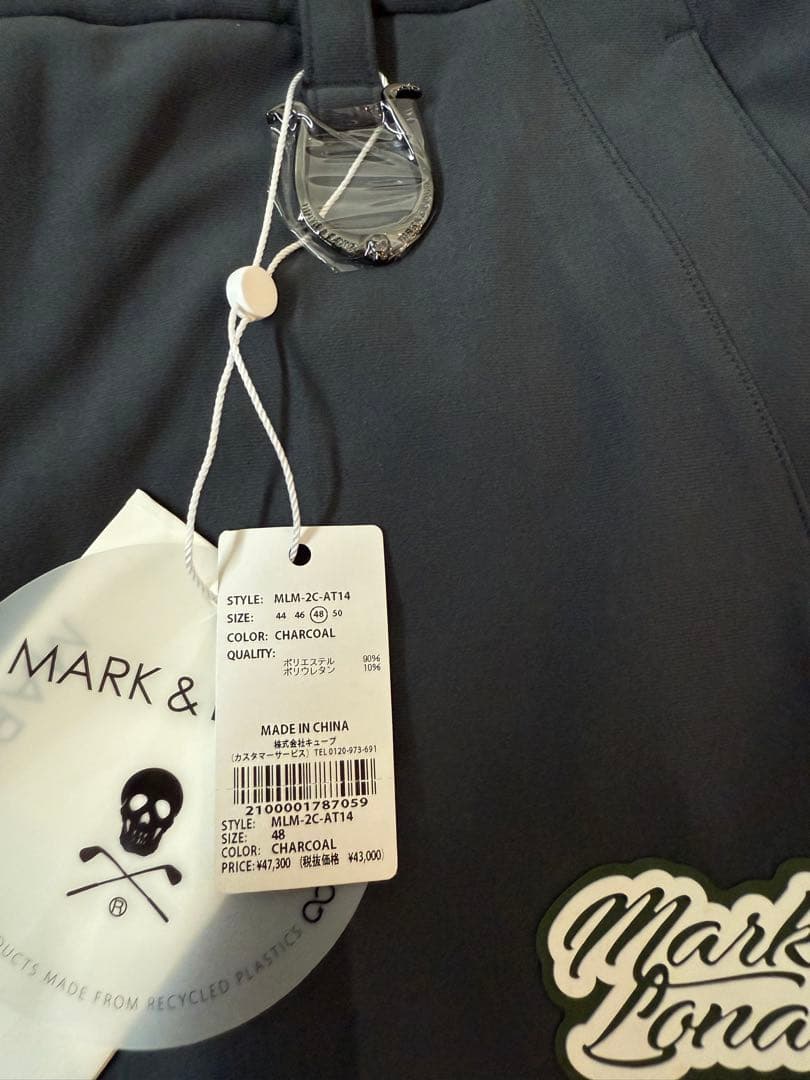 STYLE: MLM-2C-AT14
SIZE: 44 46 48 50
COLOR: CHARCOAL
QUALITY:
ポリエステル 90%
ポリウレタン 10%
MADE IN CHINA
株式会社キューブ
(カスタマーサービス) TEL 0120-973-691
2100001787059
STYLE: MLM-2C-AT14
SIZE: 48
COLOR: CHARCOAL
PRICE: ¥47,300 (税抜価格 ¥43,000)
MARK &
®
MADE FROM RECYCLED PLASTICS
Mark
Lona